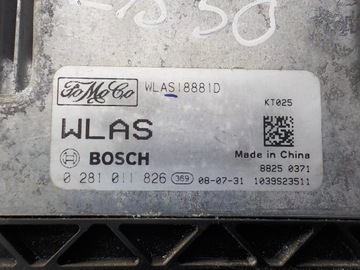 FoMoCo
WLAS18881D
KT025
WLAS
BOSCH
Made in China
8825 0371
0 281 011 826 369 08-07-31 1039S23511